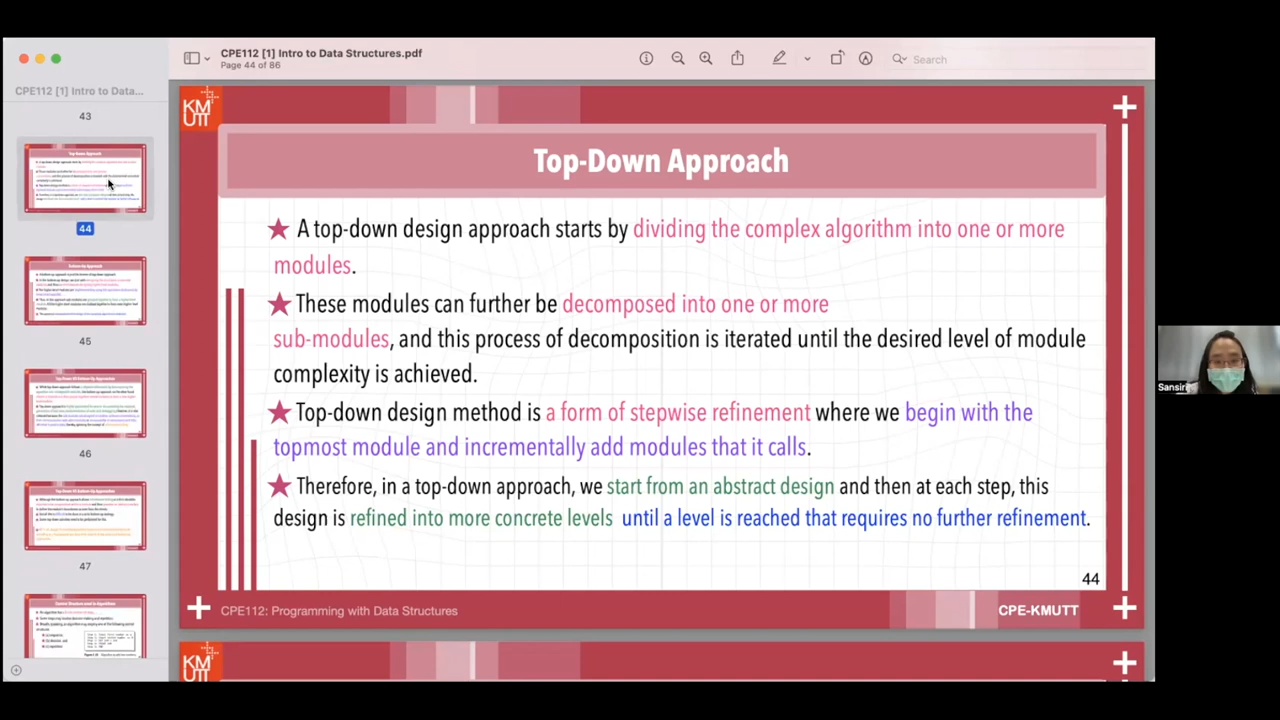 CPE112 [1] Intro to Data Structures.pdf
Page 44 of 86
Search
CPE112 [1] Intro to Data...
43
44
45
46
47
KM
UTT
Top-Down Approach
★ A top-down design approach starts by dividing the complex algorithm into one or more
modules.
★ These modules can further be decomposed into one or more
sub-modules, and this process of decomposition is iterated until the desired level of module
complexity is achieved.
★ Top-down design method is a form of stepwise refinement where we begin with the
topmost module and incrementally add modules that it calls.
★ Therefore, in a top-down approach, we start from an abstract design and then at each step, this
design is refined into more concrete levels until a level is reached that requires no further refinement.
44
CPE112: Programming with Data Structures
CPE-KMUTT
KM
UTT